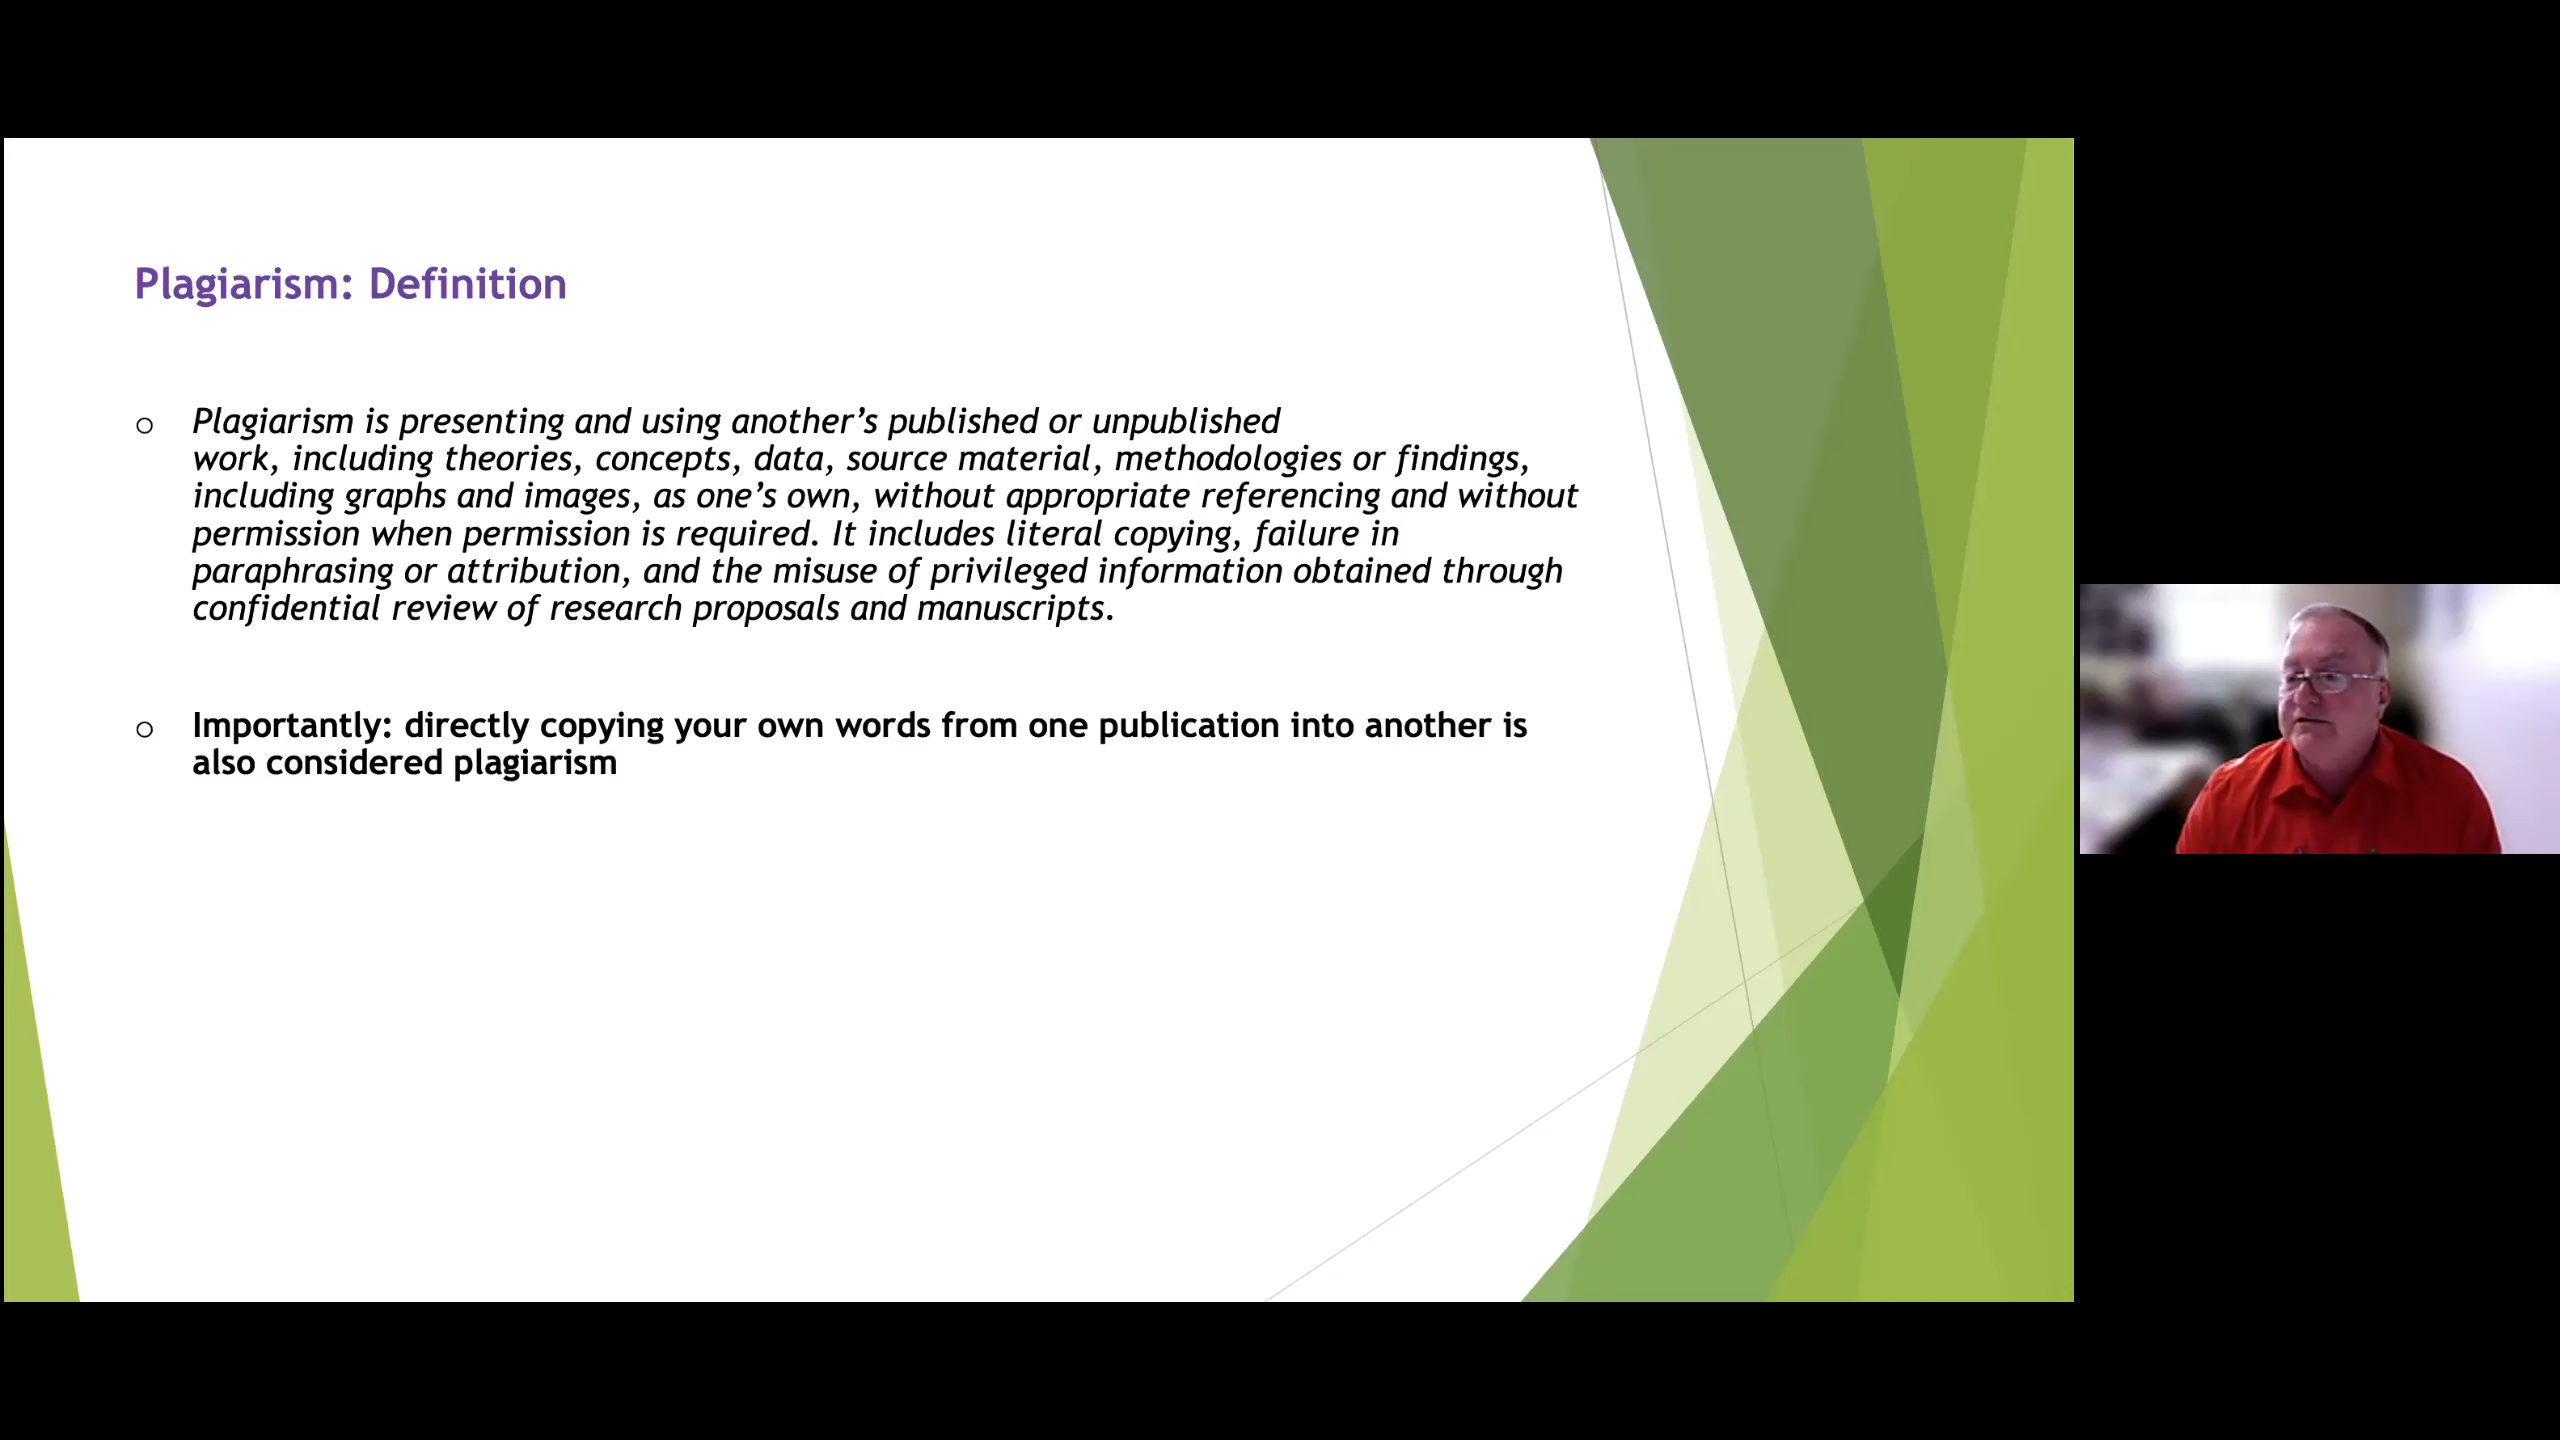 Plagiarism: Definition
o Plagiarism is presenting and using another’s published or unpublished
work, including theories, concepts, data, source material, methodologies or findings,
including graphs and images, as one’s own, without appropriate referencing and without
permission when permission is required. It includes literal copying, failure in
paraphrasing or attribution, and the misuse of privileged information obtained through
confidential review of research proposals and manuscripts.
o Importantly: directly copying your own words from one publication into another is
also considered plagiarism